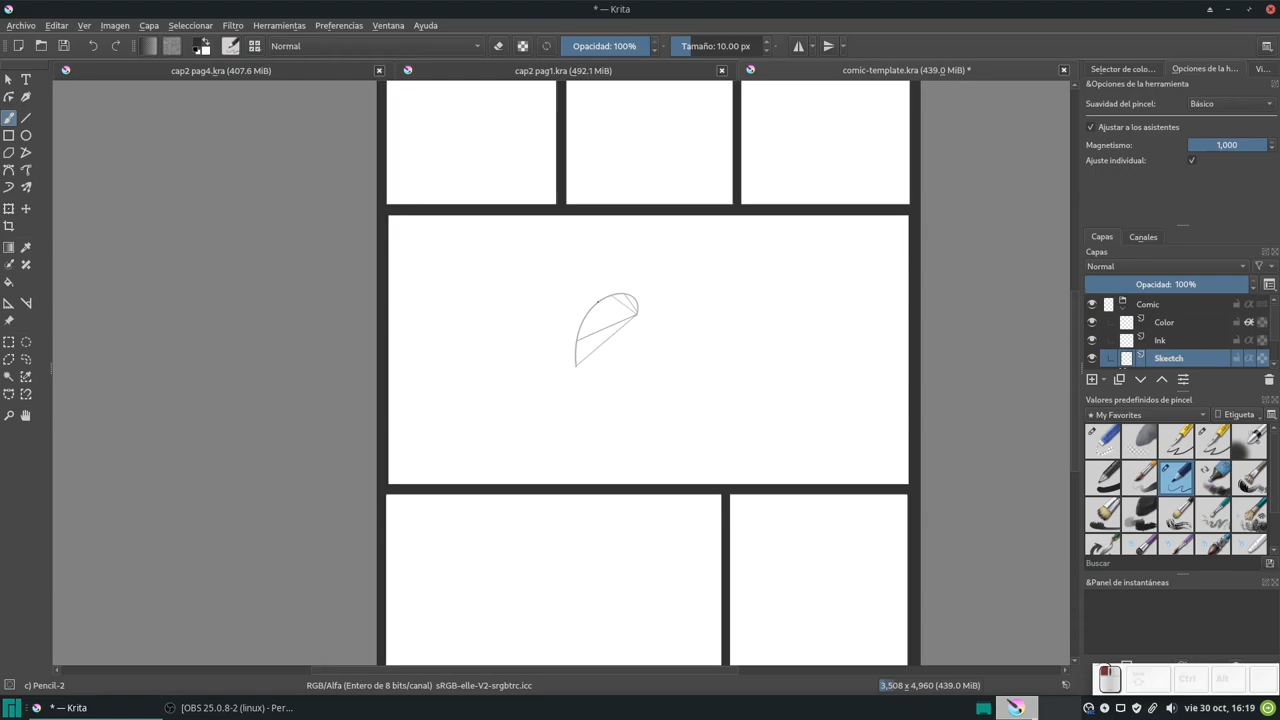 * — Krita
Archivo Editar Ver Imagen Capa Seleccionar Filtro Herramientas Preferencias Ventana Ayuda
Normal Opacidad: 100% Tamaño: 10.00 px
cap2 pag4.kra (407.6 MiB) cap2 pag1.kra (492.1 MiB) comic-template.kra (439.0 MiB) *
Selector de colo... Opciones de la h... Vi...
&Opciones de la herramienta
Suavidad del pincel: Básico
Ajustar a los asistentes
Magnetismo: 1,000
Ajuste individual:
Capas Canales
Capas
Normal
Opacidad: 100%
Comic
Color
Ink
Skectch
Valores predefinidos de pincel
★ My Favorites Etiqueta
Buscar
&Panel de instantáneas
c) Pencil-2 RGB/Alfa (Entero de 8 bits/canal) sRGB-elle-V2-srgbtrc.icc 3,508 x 4,960 (439.0 MiB)
Ctrl Alt
* — Krita [OBS 25.0.8-2 (linux) - Per... vie 30 oct, 16:19